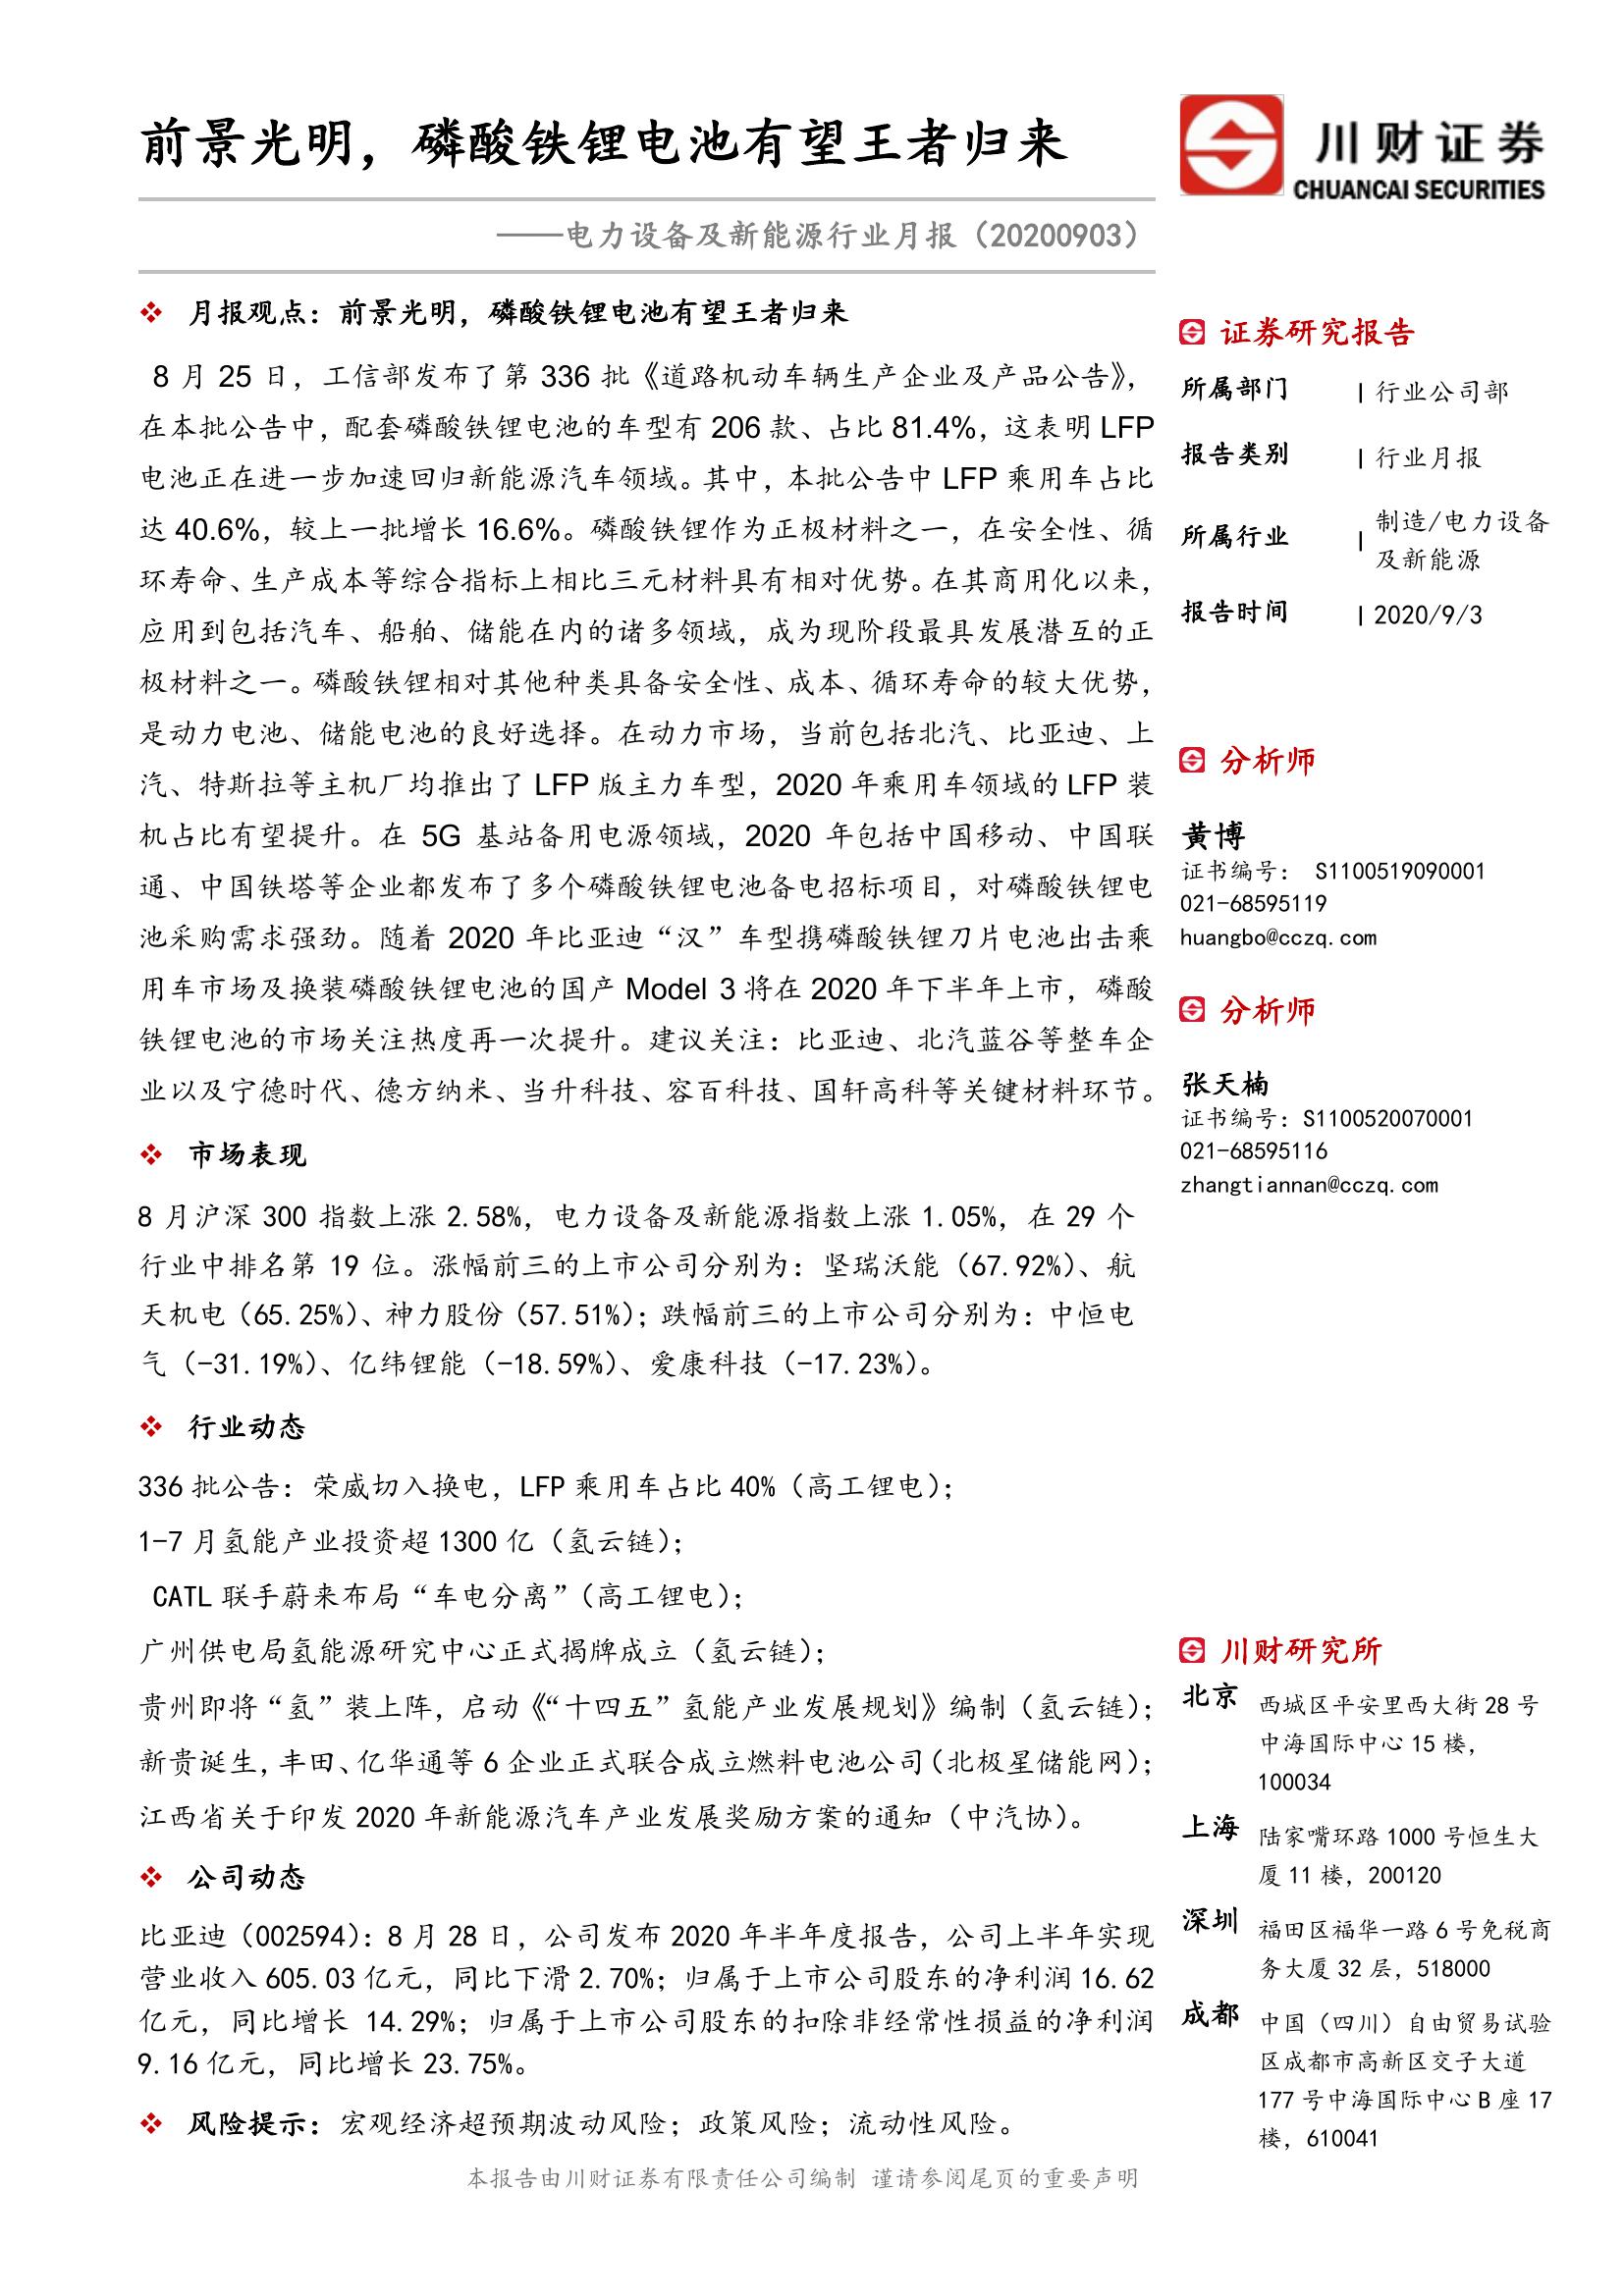 前景光明，磷酸铁锂电池有望王者归来
川财证券
CHUANCAI SECURITIES
——电力设备及新能源行业月报（20200903）
❖ 月报观点：前景光明，磷酸铁锂电池有望王者归来
8 月 25 日，工信部发布了第 336 批《道路机动车辆生产企业及产品公告》，
在本批公告中，配套磷酸铁锂电池的车型有 206 款、占比 81.4%，这表明 LFP
电池正在进一步加速回归新能源汽车领域。其中，本批公告中 LFP 乘用车占比
达 40.6%，较上一批增长 16.6%。磷酸铁锂作为正极材料之一，在安全性、循
环寿命、生产成本等综合指标上相比三元材料具有相对优势。在其商用化以来，
应用到包括汽车、船舶、储能在内的诸多领域，成为现阶段最具发展潜互的正
极材料之一。磷酸铁锂相对其他种类具备安全性、成本、循环寿命的较大优势，
是动力电池、储能电池的良好选择。在动力市场，当前包括北汽、比亚迪、上
汽、特斯拉等主机厂均推出了 LFP 版主力车型，2020 年乘用车领域的 LFP 装
机占比有望提升。在 5G 基站备用电源领域，2020 年包括中国移动、中国联
通、中国铁塔等企业都发布了多个磷酸铁锂电池备电招标项目，对磷酸铁锂电
池采购需求强劲。随着 2020 年比亚迪“汉”车型携磷酸铁锂刀片电池出击乘
用车市场及换装磷酸铁锂电池的国产 Model 3 将在 2020 年下半年上市，磷酸
铁锂电池的市场关注热度再一次提升。建议关注：比亚迪、北汽蓝谷等整车企
业以及宁德时代、德方纳米、当升科技、容百科技、国轩高科等关键材料环节。
❖ 市场表现
8 月沪深 300 指数上涨 2.58%，电力设备及新能源指数上涨 1.05%，在 29 个
行业中排名第 19 位。涨幅前三的上市公司分别为：坚瑞沃能（67.92%）、航
天机电（65.25%）、神力股份（57.51%）；跌幅前三的上市公司分别为：中恒电
气（-31.19%）、亿纬锂能（-18.59%）、爱康科技（-17.23%）。
❖ 行业动态
336 批公告：荣威切入换电，LFP 乘用车占比 40%（高工锂电）；
1-7 月氢能产业投资超 1300 亿（氢云链）；
CATL 联手蔚来布局“车电分离”（高工锂电）；
广州供电局氢能源研究中心正式揭牌成立（氢云链）；
贵州即将“氢”装上阵，启动《“十四五”氢能产业发展规划》编制（氢云链）；
新贵诞生，丰田、亿华通等 6 企业正式联合成立燃料电池公司（北极星储能网）；
江西省关于印发 2020 年新能源汽车产业发展奖励方案的通知（中汽协）。
❖ 公司动态
比亚迪（002594）：8 月 28 日，公司发布 2020 年半年度报告，公司上半年实现
营业收入 605.03 亿元，同比下滑 2.70%；归属于上市公司股东的净利润 16.62
亿元，同比增长 14.29%；归属于上市公司股东的扣除非经常性损益的净利润
9.16 亿元，同比增长 23.75%。
❖ 风险提示：宏观经济超预期波动风险；政策风险；流动性风险。
证券研究报告
所属部门 | 行业公司部
报告类别 | 行业月报
所属行业 | 制造/电力设备
及新能源
报告时间 | 2020/9/3
分析师
黄博
证书编号： S1100519090001
021-68595119
huangbo@cczq.com
分析师
张天楠
证书编号：S1100520070001
021-68595116
zhangtiannan@cczq.com
川财研究所
北京 西城区平安里西大街 28 号
中海国际中心 15 楼，
100034
上海 陆家嘴环路 1000 号恒生大
厦 11 楼，200120
深圳 福田区福华一路 6 号免税商
务大厦 32 层，518000
成都 中国（四川）自由贸易试验
区成都市高新区交子大道
177 号中海国际中心 B 座 17
楼，610041
本报告由川财证券有限责任公司编制 谨请参阅尾页的重要声明